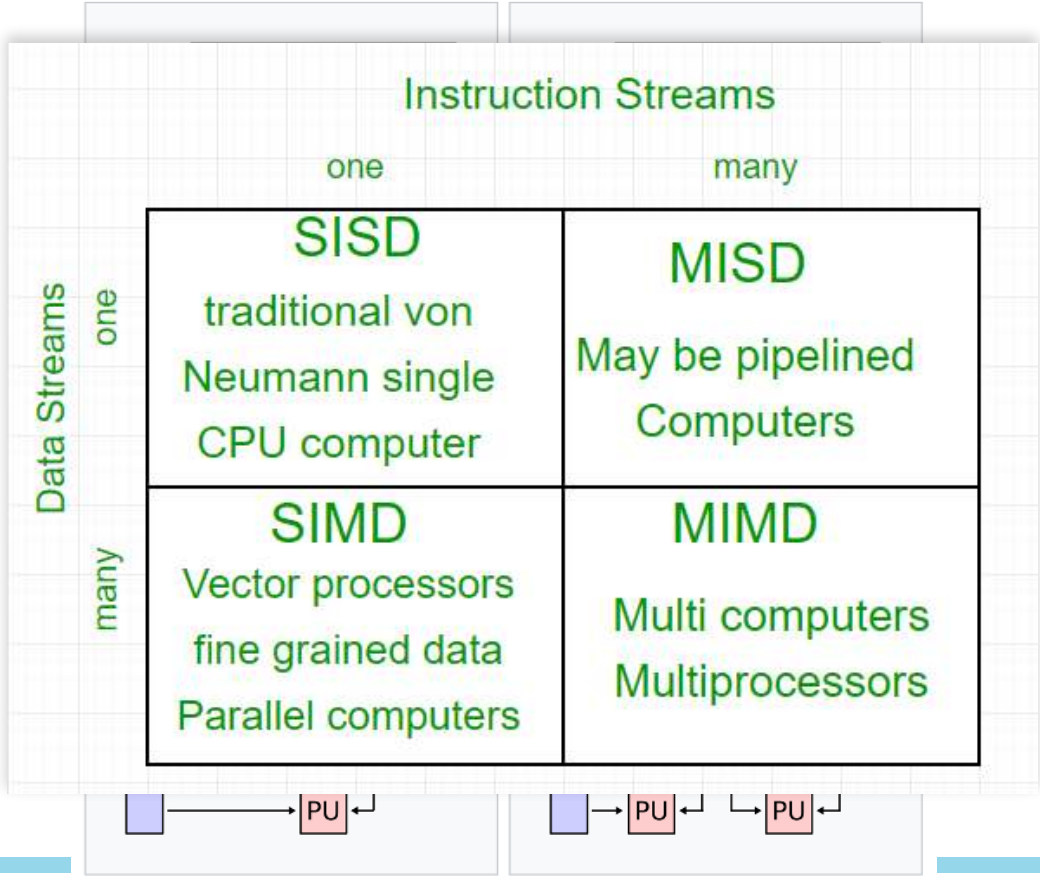 Instruction Streams
one many
SISD
traditional von
Neumann single
CPU computer
MISD
May be pipelined
Computers
Data Streams
one
many
SIMD
Vector processors
fine grained data
Parallel computers
MIMD
Multi computers
Multiprocessors
PU
PU
PU